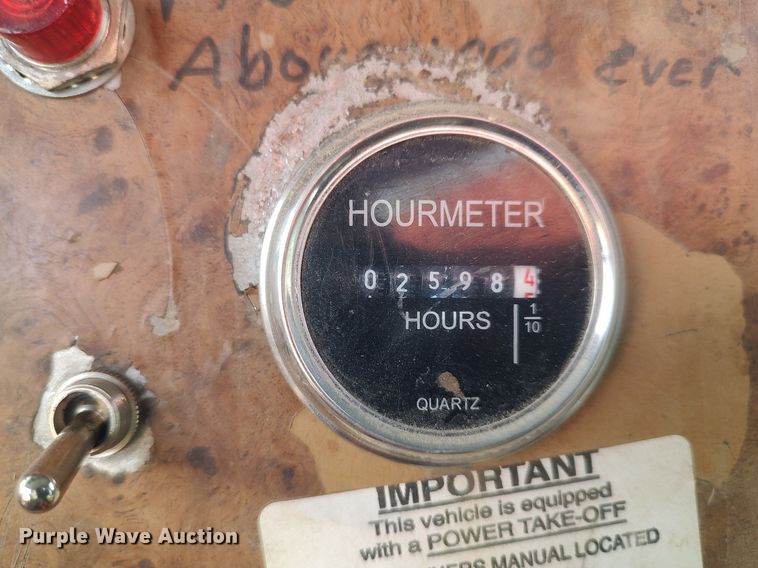 Above Ever
HOURMETER
0 2 5 9 8 4
HOURS 1/10
QUARTZ
IMPORTANT
This vehicle is equipped
with a POWER TAKE-OFF
MANUAL LOCATED
Purple Wave Auction